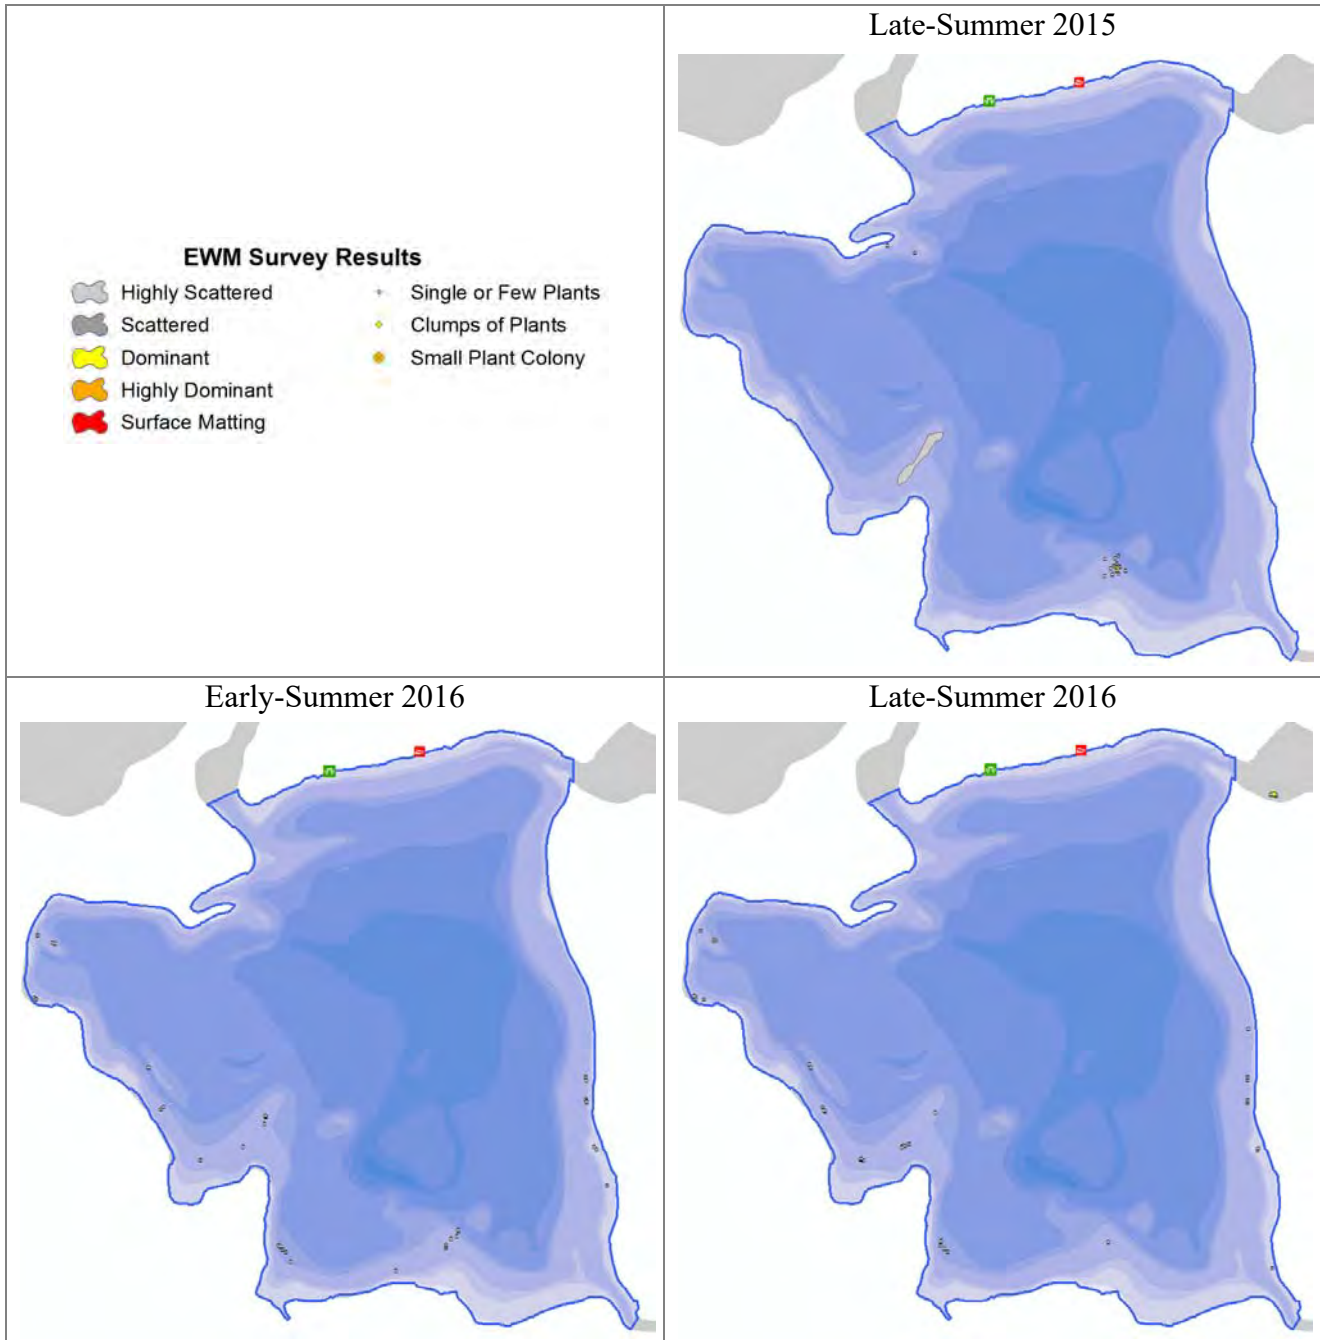 Late-Summer 2015
EWM Survey Results
Highly Scattered
Scattered
Dominant
Highly Dominant
Surface Matting
Single or Few Plants
Clumps of Plants
Small Plant Colony
Early-Summer 2016
Late-Summer 2016